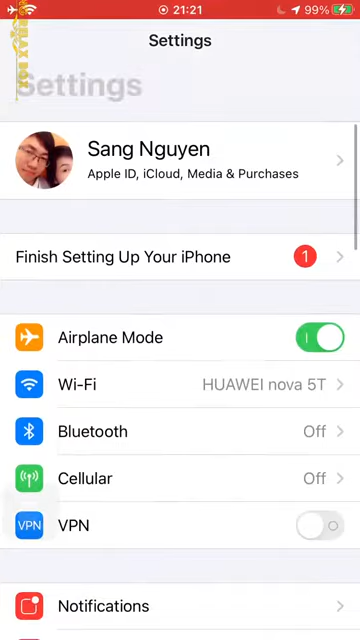 21:21
99%
Settings
Settings
Sang Nguyen
Apple ID, iCloud, Media & Purchases
Finish Setting Up Your iPhone
1
Airplane Mode
Wi-Fi
HUAWEI nova 5T
Bluetooth
Off
Cellular
Off
VPN
VPN
Notifications